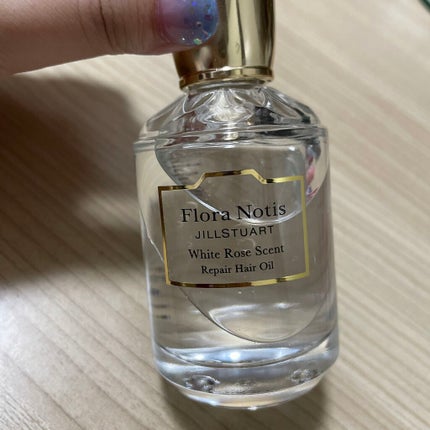 Flora Notis
JILLSTUART
White Rose Scent
Repair Hair Oil